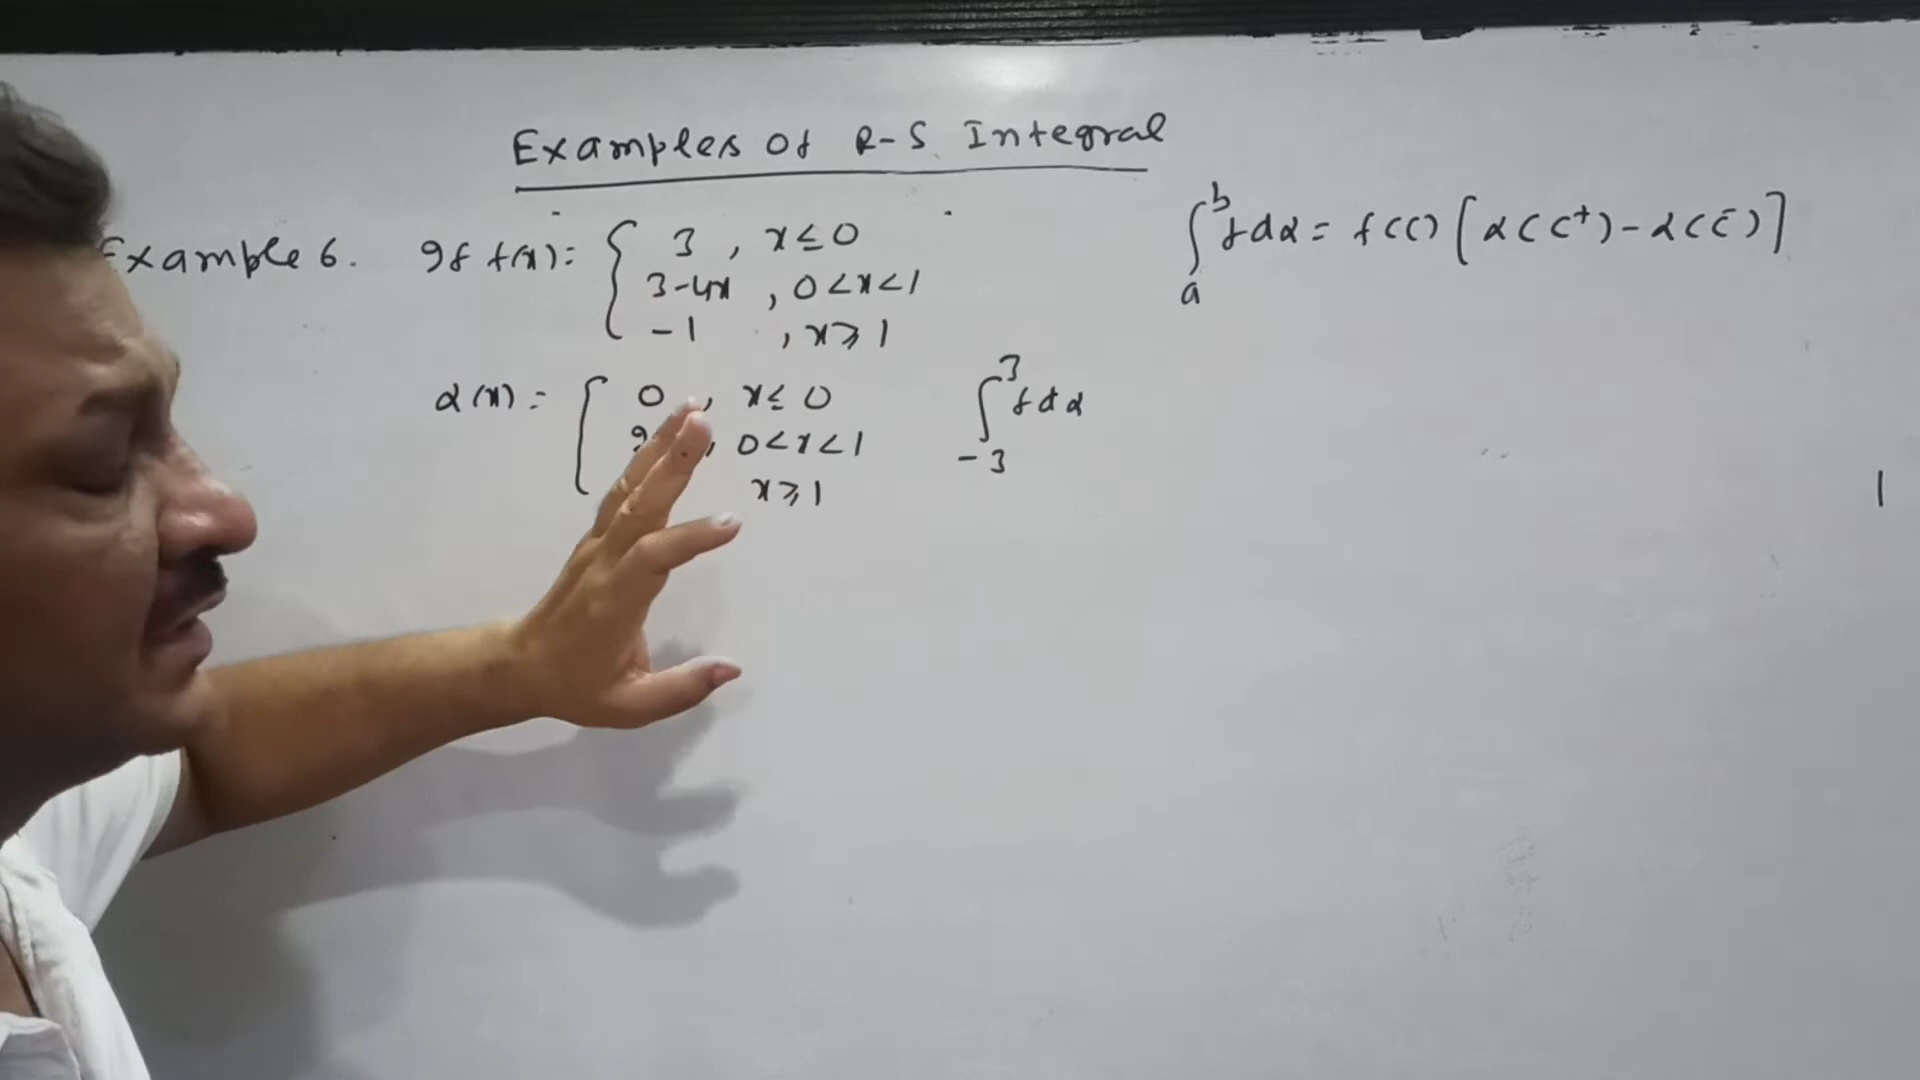 Examples of R-S Integral
Example 6. If f(x) = { 3 , x ≤ 0
3-4x , 0 < x < 1
-1 , x ≥ 1
∫_a^b f dα = f(c) [α(c⁺) - α(c⁻)]
α(x) = { 0 , x ≤ 0
, 0 < x < 1
x ≥ 1
∫_{-3}^3 f dα
1